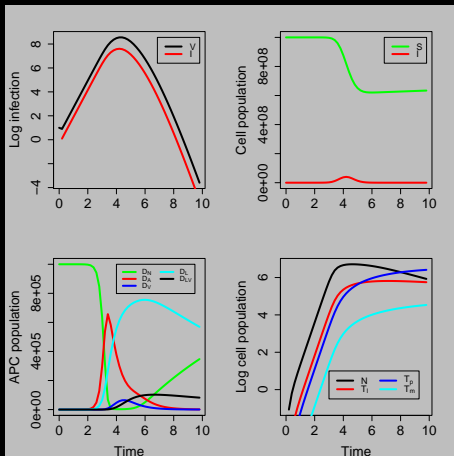 Log infection
8
6
4
2
0
−4
V
I
0 2 4 6 8 10
Cell population
8e+08
4e+08
0e+00
S
I
0 2 4 6 8 10
APC population
8e+05
4e+05
0e+00
D_N D_L
D_A D_LV
D_V
0 2 4 6 8 10
Time
Log cell population
6
4
2
0
N T_p
T_l T_m
0 2 4 6 8 10
Time